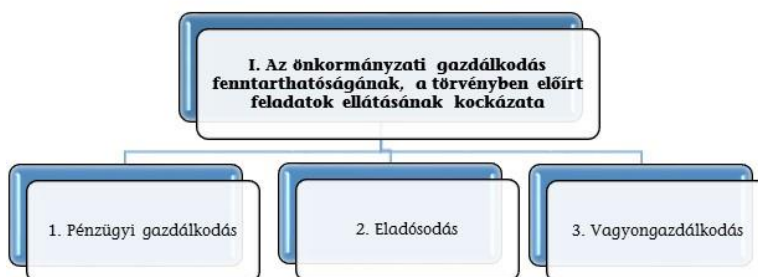 I. Az önkormányzati gazdálkodás
fenntarthatóságának, a törvényben előírt
feladatok ellátásának kockázata
1. Pénzügyi gazdálkodás
2. Eladósodás
3. Vagyongazdálkodás